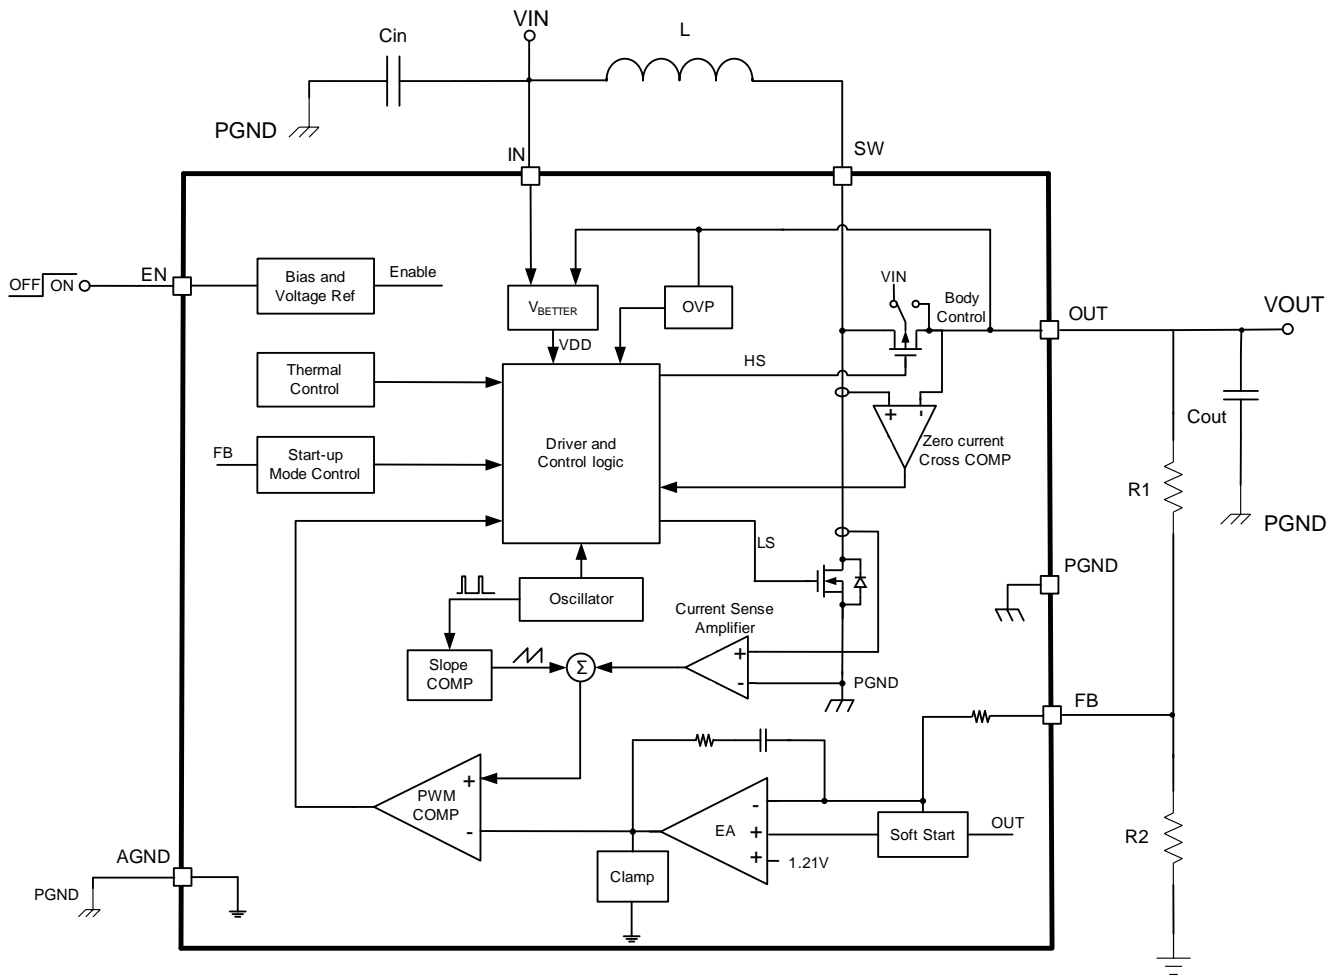 VIN
Cin
L
PGND
IN
SW
EN
OFF
ON
Bias and
Voltage Ref
Enable
VBETTER
OVP
VIN
Body
Control
OUT
VOUT
VDD
Thermal
Control
HS
+
-
Cout
FB
Start-up
Mode Control
Driver and
Control logic
Zero current
Cross COMP
R1
PGND
LS
PGND
Oscillator
Current Sense
Amplifier
Slope
COMP
Σ
+
-
PGND
FB
PWM
COMP
+
-
EA
-
+
+
1.21V
Soft Start
OUT
R2
Clamp
AGND
PGND